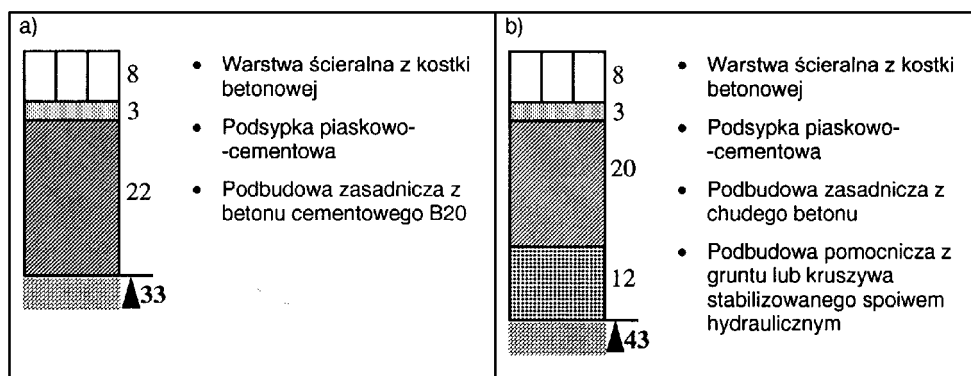 a)
8
3
22
33
• Warstwa ścieralna z kostki
betonowej
• Podsypka piaskowo-
-cementowa
• Podbudowa zasadnicza z
betonu cementowego B20
b)
8
3
20
12
43
• Warstwa ścieralna z kostki
betonowej
• Podsypka piaskowo-
-cementowa
• Podbudowa zasadnicza z
chudego betonu
• Podbudowa pomocnicza z
gruntu lub kruszywa
stabilizowanego spoiwem
hydraulicznym